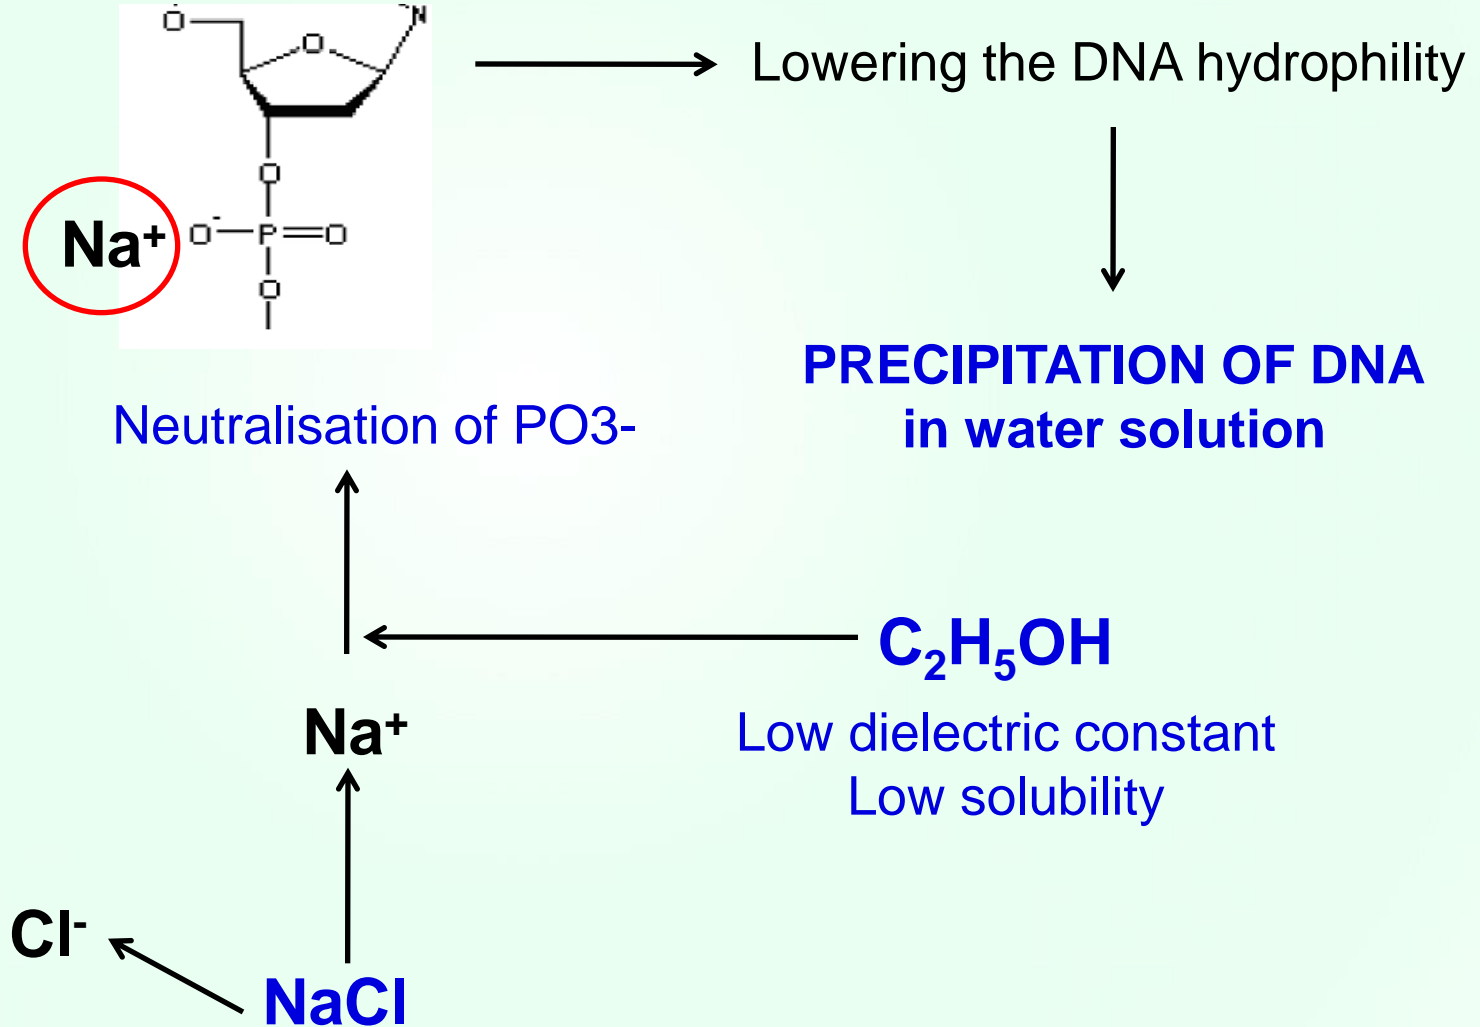 O
N
O
Lowering the DNA hydrophility
O
Na⁺
O⁻
P
O
O
PRECIPITATION OF DNA
in water solution
Neutralisation of PO3-
C₂H₅OH
Na⁺
Low dielectric constant
Low solubility
Cl⁻
NaCl